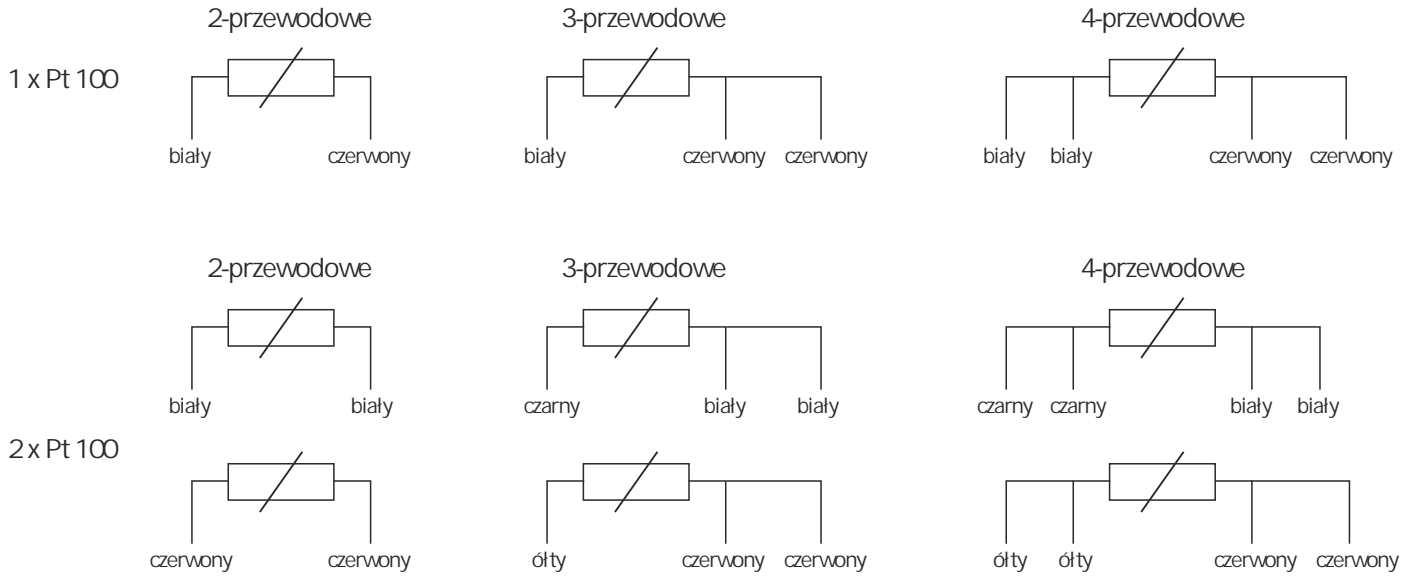 2-przewodowe 3-przewodowe 4-przewodowe
1 x Pt 100
biały czerwony biały czerwony czerwony biały biały czerwony czerwony
2-przewodowe 3-przewodowe 4-przewodowe
biały biały czarny biały biały czarny czarny biały biały
2 x Pt 100
czerwony czerwony ółty czerwony czerwony ółty ółty czerwony czerwony